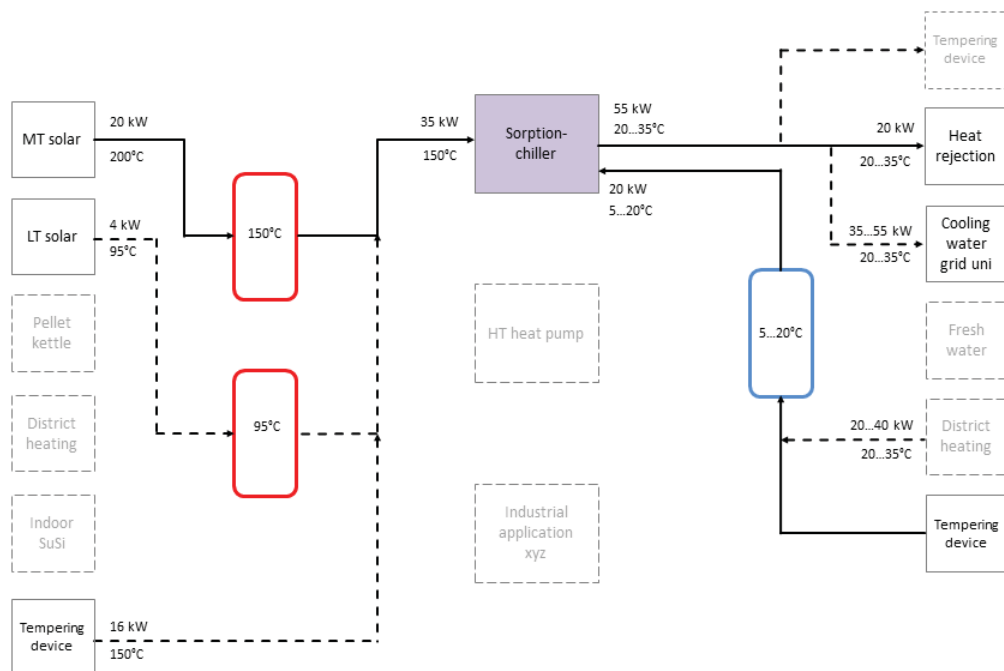 Tempering
device
MT solar
20 kW
200°C
35 kW
150°C
Sorption-
chiller
55 kW
20...35°C
20 kW
20...35°C
Heat
rejection
LT solar
4 kW
95°C
150°C
20 kW
5...20°C
35...55 kW
20...35°C
Cooling
water
grid uni
Pellet
kettle
HT heat pump
5...20°C
Fresh
water
District
heating
95°C
20...40 kW
20...35°C
District
heating
Indoor
SuSi
Industrial
application
xyz
Tempering
device
Tempering
device
16 kW
150°C